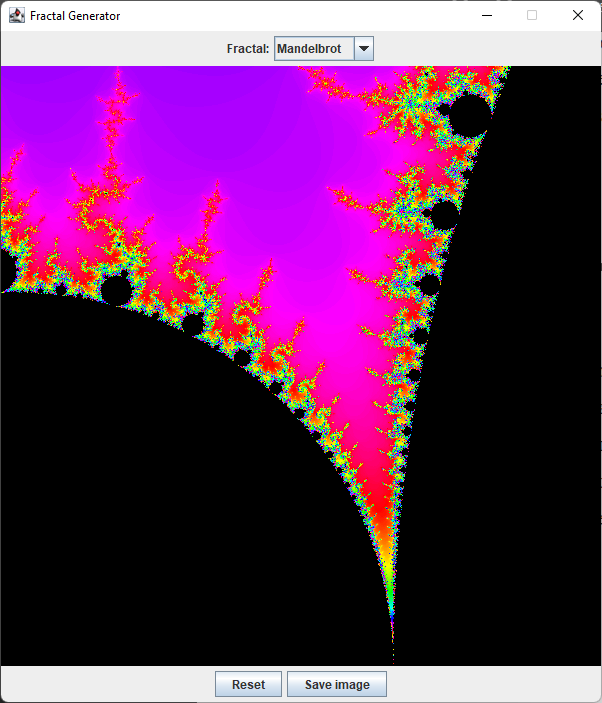 Fractal Generator
Fractal: Mandelbrot
Reset Save image